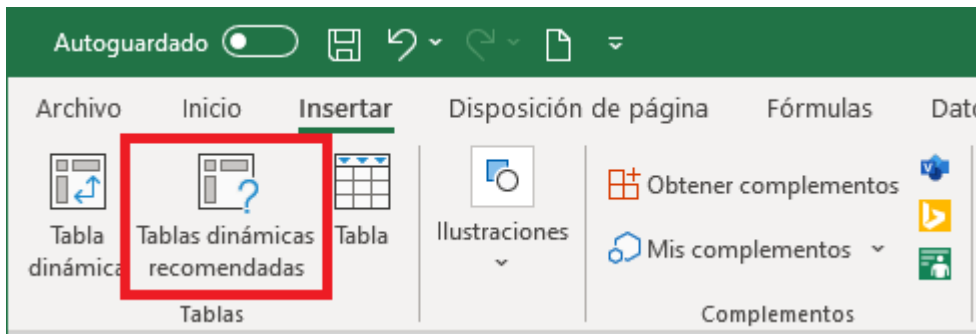 Autoguardado
Archivo Inicio Insertar Disposición de página Fórmulas
Tabla dinámica
Tablas dinámicas recomendadas
Tabla
Ilustraciones
Obtener complementos
Mis complementos
Tablas
Complementos